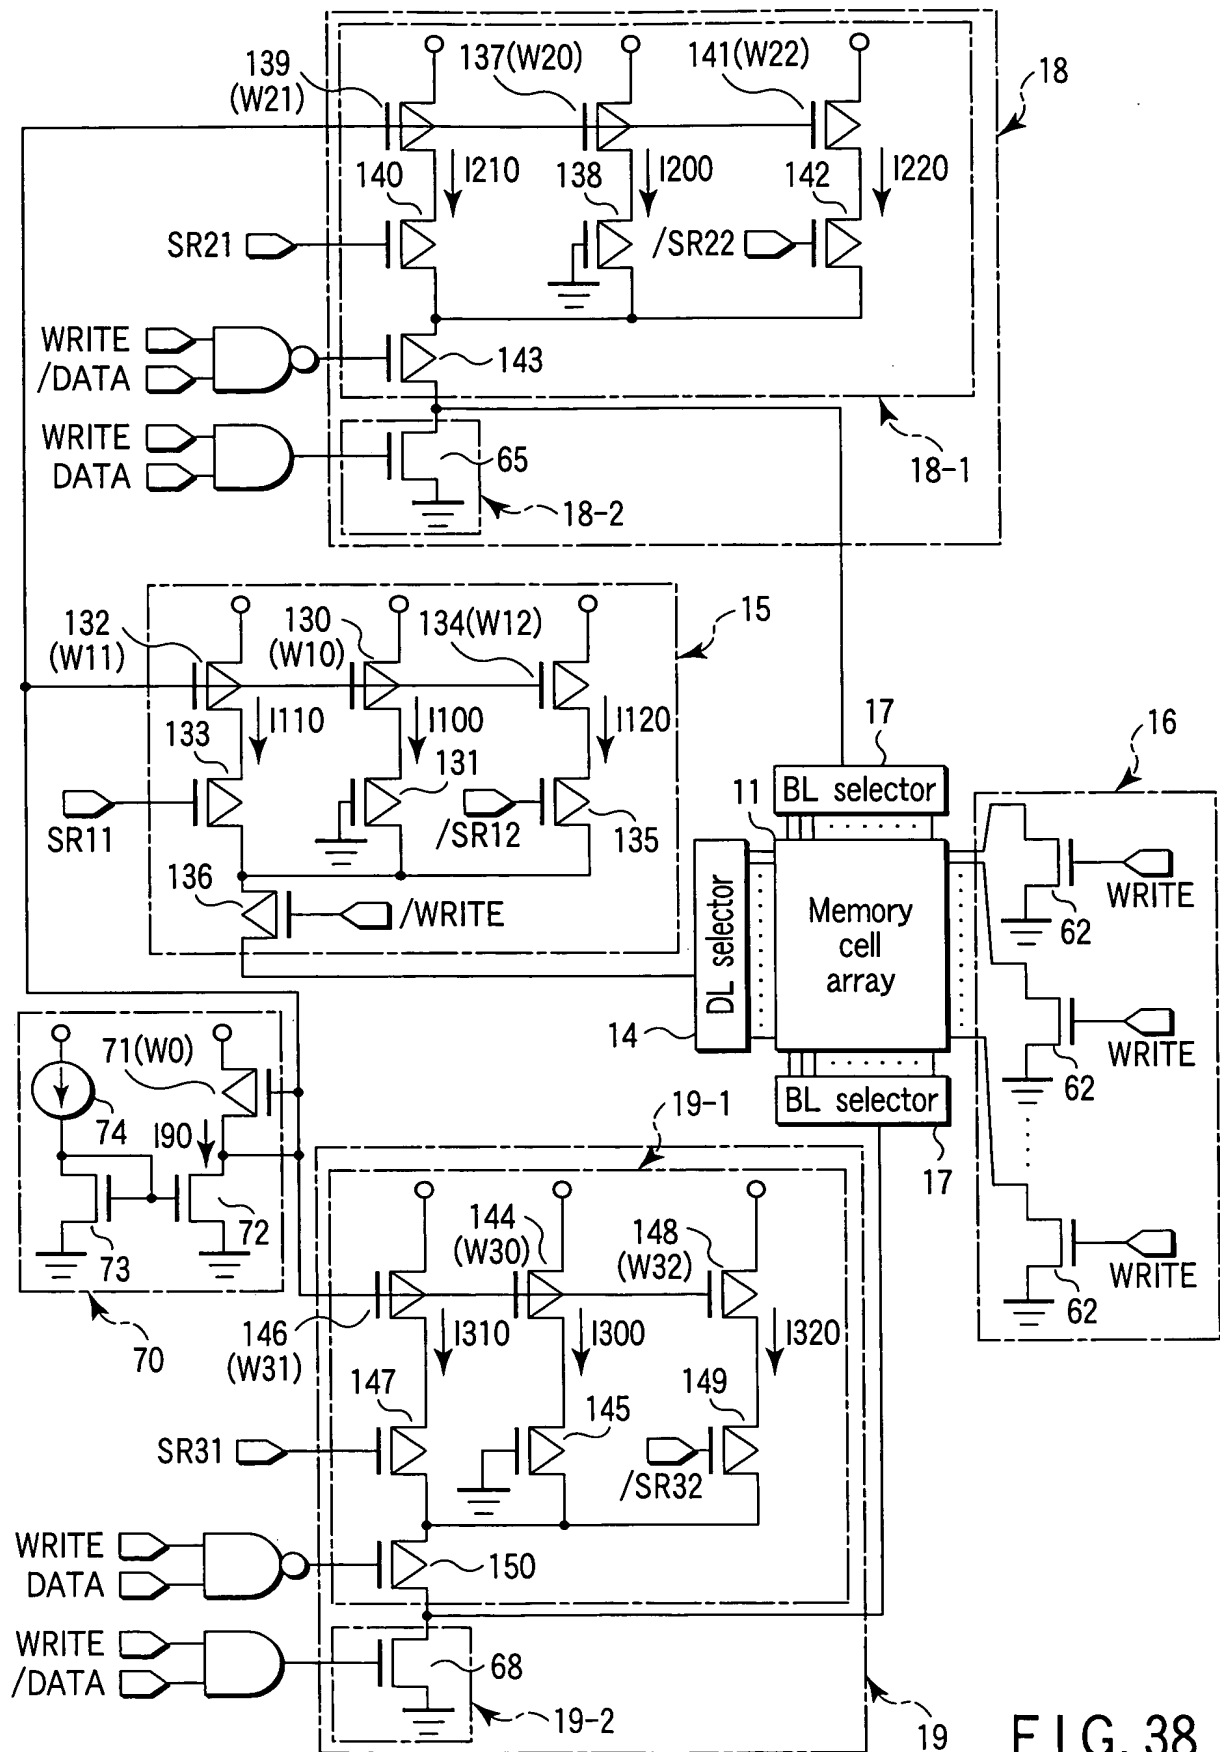 139
(W21)
137(W20)
141(W22)
18
140
I210
138
I200
142
I220
SR21
/SR22
WRITE
/DATA
143
WRITE
DATA
65
18-1
18-2
132
(W11)
130
(W10)
134(W12)
15
133
I110
I100
I120
131
SR11
/SR12
135
136
/WRITE
17
16
11
BL selector
DL selector
Memory
cell
array
WRITE
62
14
WRITE
62
BL selector
17
WRITE
62
71(W0)
74
I90
72
73
70
19-1
144
(W30)
148
(W32)
146
(W31)
I310
I300
I320
147
145
149
SR31
/SR32
WRITE
DATA
150
WRITE
/DATA
68
19-2
19
FIG. 38